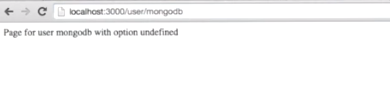 localhost:3000/user/mongodb
Page for user mongodb with option undefined